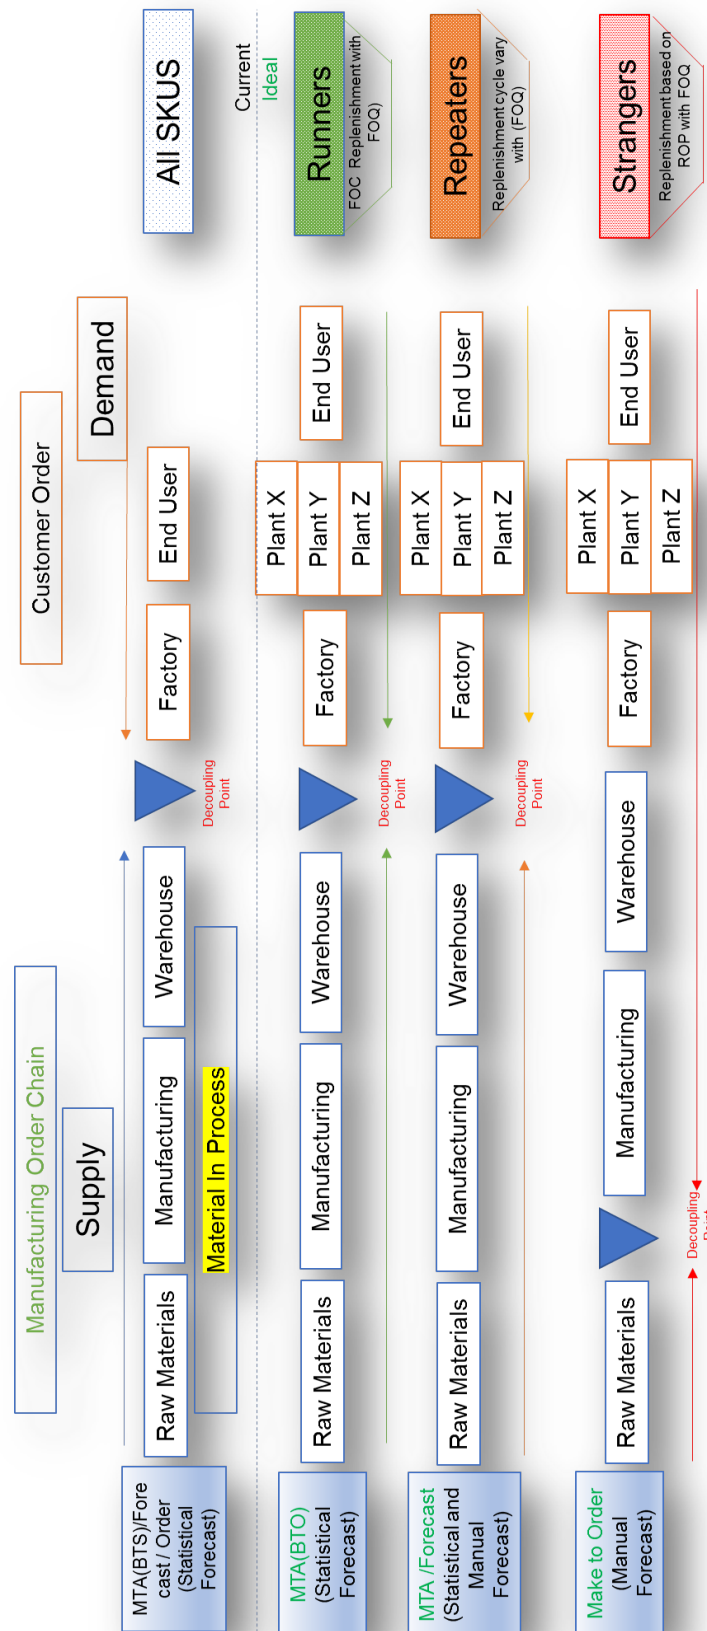 Manufacturing Order Chain
Customer Order
Supply
Demand
MTA(BTS)/Fore
cast / Order
(Statistical
Forecast)
Raw Materials
Manufacturing
Warehouse
Material In Process
Decoupling
Point
Factory
End User
All SKUS
Current
Ideal
MTA(BTO)
(Statistical
Forecast)
Raw Materials
Manufacturing
Warehouse
Decoupling
Point
Factory
Plant X
Plant Y
Plant Z
End User
Runners
FOC Replenishment with
FOQ)
MTA /Forecast
(Statistical and
Manual
Forecast)
Raw Materials
Manufacturing
Warehouse
Decoupling
Point
Factory
Plant X
Plant Y
Plant Z
End User
Repeaters
Replenishment cycle vary
with (FOQ)
Make to Order
(Manual
Forecast)
Raw Materials
Decoupling
Point
Manufacturing
Warehouse
Factory
Plant X
Plant Y
Plant Z
End User
Strangers
Replenishment based on
ROP with FOQ